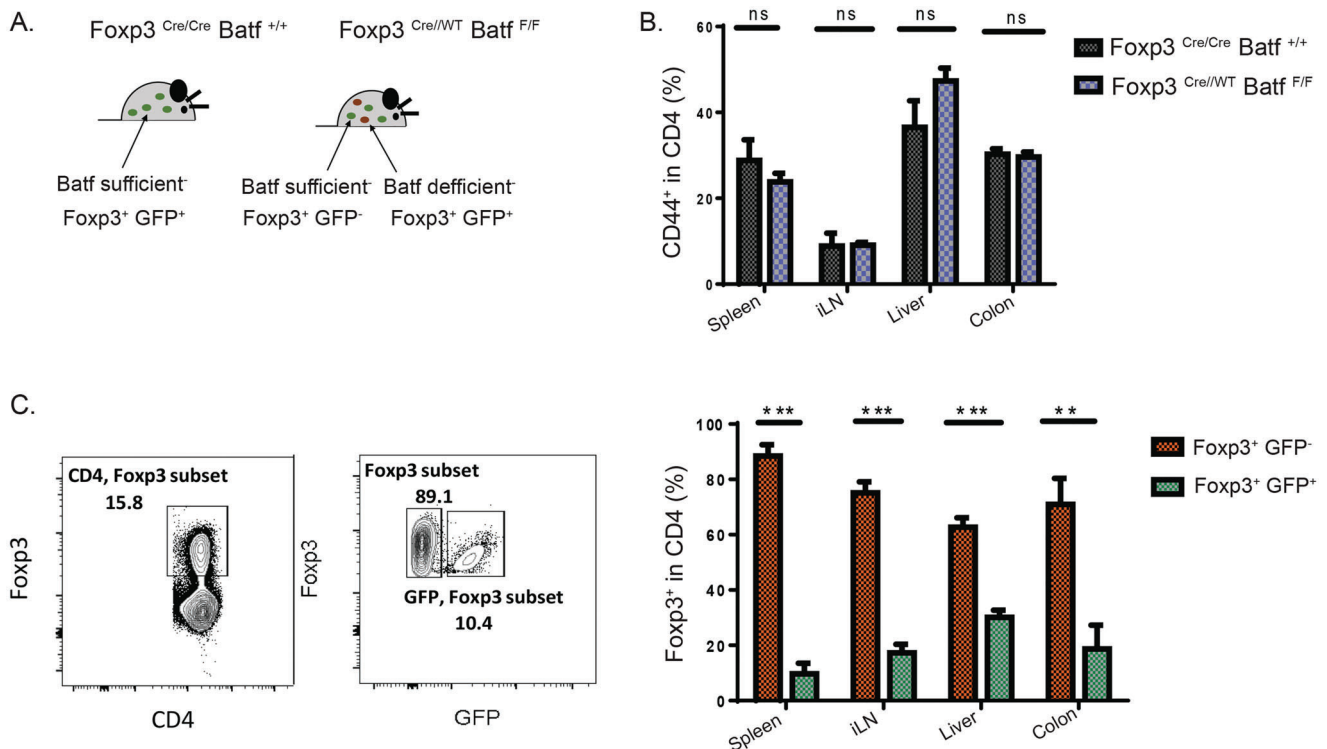 A.
Foxp3 Cre/Cre Batf +/+
Foxp3 Cre//WT Batf F/F
Batf sufficient-
Foxp3+ GFP+
Batf sufficient-
Foxp3+ GFP-
Batf defficient-
Foxp3+ GFP+
B.
CD44+ in CD4 (%)
60
40
20
0
ns
ns
ns
ns
Spleen
iLN
Liver
Colon
Foxp3 Cre/Cre Batf +/+
Foxp3 Cre//WT Batf F/F
C.
CD4, Foxp3 subset
15.8
Foxp3
CD4
Foxp3 subset
89.1
GFP, Foxp3 subset
10.4
Foxp3
GFP
Foxp3+ in CD4 (%)
100
80
60
40
20
0
***
***
***
**
Spleen
iLN
Liver
Colon
Foxp3+ GFP-
Foxp3+ GFP+